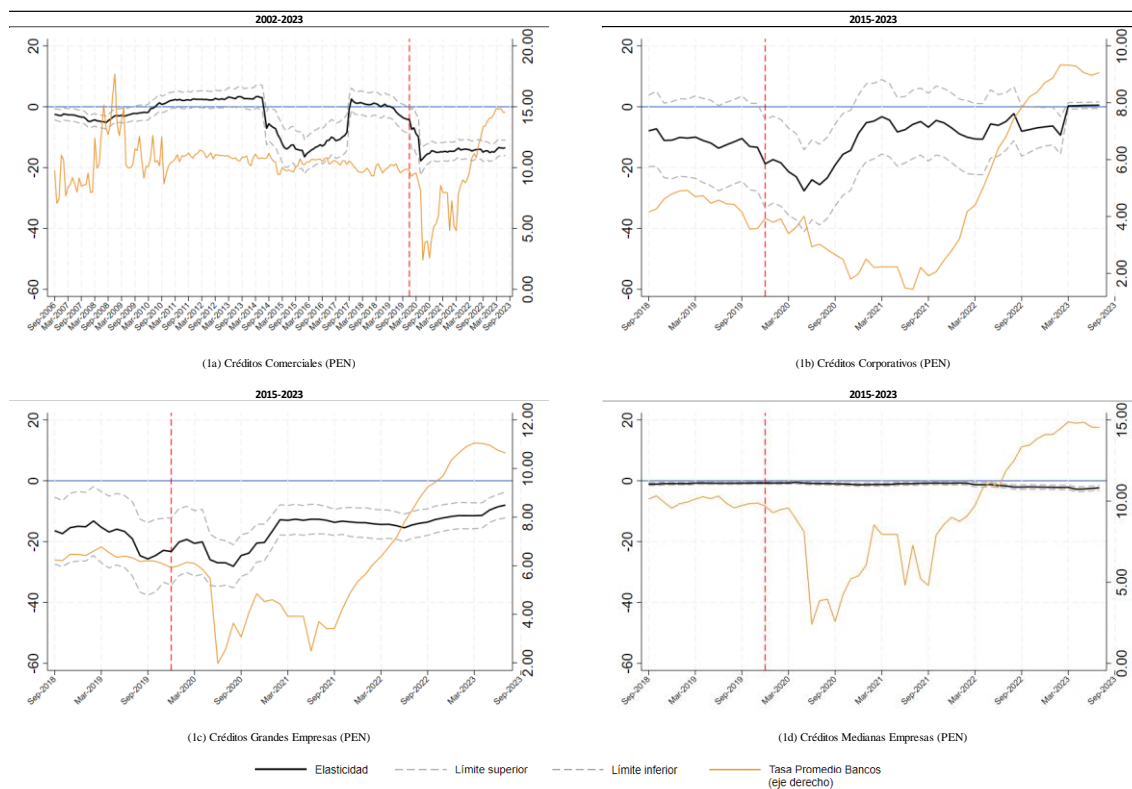 2002-2023
20
0
-20
-40
-60
20.00
15.00
10.00
5.00
0.00
Sep-2006
Mar-2007
Sep-2007
Mar-2008
Sep-2008
Mar-2009
Sep-2009
Mar-2010
Sep-2010
Mar-2011
Sep-2011
Mar-2012
Sep-2012
Mar-2013
Sep-2013
Mar-2014
Sep-2014
Mar-2015
Sep-2015
Mar-2016
Sep-2016
Mar-2017
Sep-2017
Mar-2018
Sep-2018
Mar-2019
Sep-2019
Mar-2020
Sep-2020
Mar-2021
Sep-2021
Mar-2022
Sep-2022
Mar-2023
Sep-2023
(1a) Créditos Comerciales (PEN)
2015-2023
20
0
-20
-40
-60
10.00
8.00
6.00
4.00
2.00
Sep-2018
Mar-2019
Sep-2019
Mar-2020
Sep-2020
Mar-2021
Sep-2021
Mar-2022
Sep-2022
Mar-2023
Sep-2023
(1b) Créditos Corporativos (PEN)
2015-2023
20
0
-20
-40
-60
12.00
10.00
8.00
6.00
4.00
2.00
Sep-2018
Mar-2019
Sep-2019
Mar-2020
Sep-2020
Mar-2021
Sep-2021
Mar-2022
Sep-2022
Mar-2023
Sep-2023
(1c) Créditos Grandes Empresas (PEN)
2015-2023
20
0
-20
-40
-60
15.00
10.00
5.00
0.00
Sep-2018
Mar-2019
Sep-2019
Mar-2020
Sep-2020
Mar-2021
Sep-2021
Mar-2022
Sep-2022
Mar-2023
Sep-2023
(1d) Créditos Medianas Empresas (PEN)
Elasticidad
Límite superior
Límite inferior
Tasa Promedio Bancos
(eje derecho)